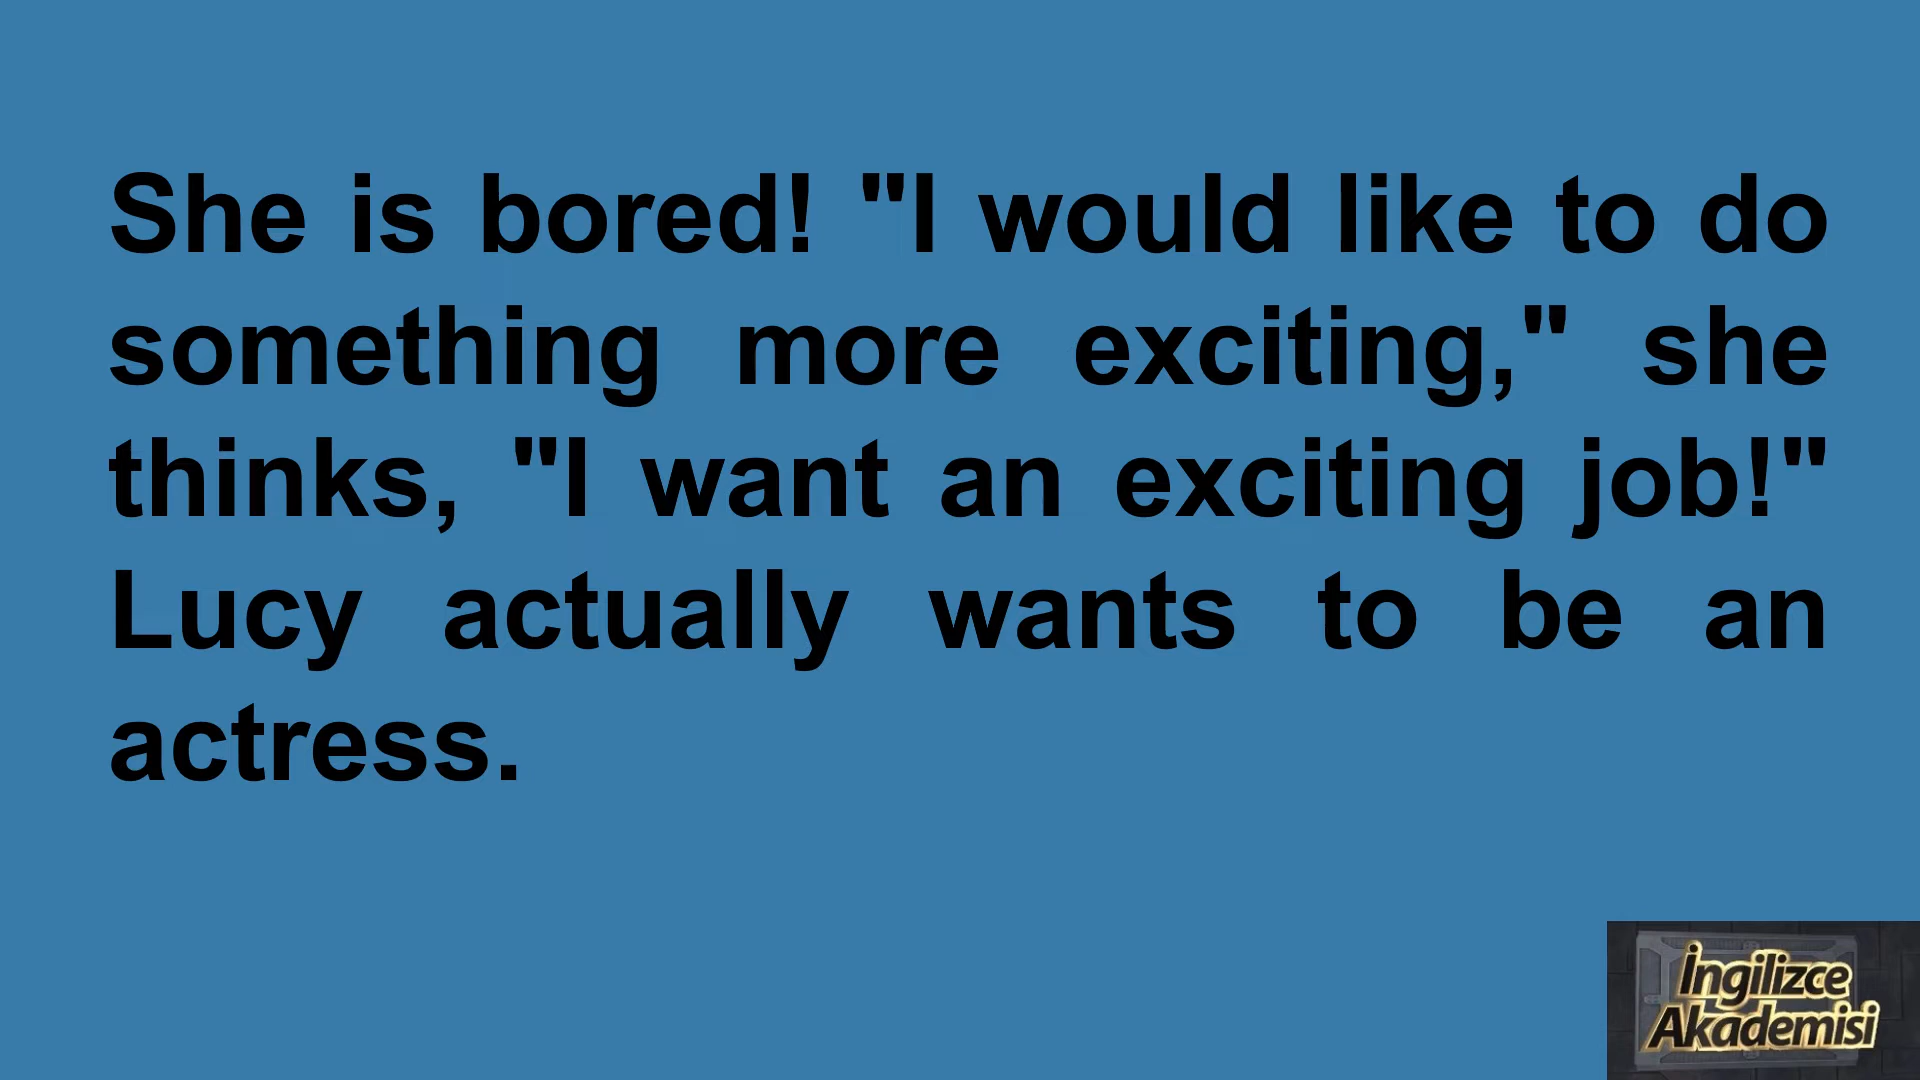 She is bored! "I would like to do
something more exciting," she
thinks, "I want an exciting job!"
Lucy actually wants to be an
actress.
İngilizce
Akademisi